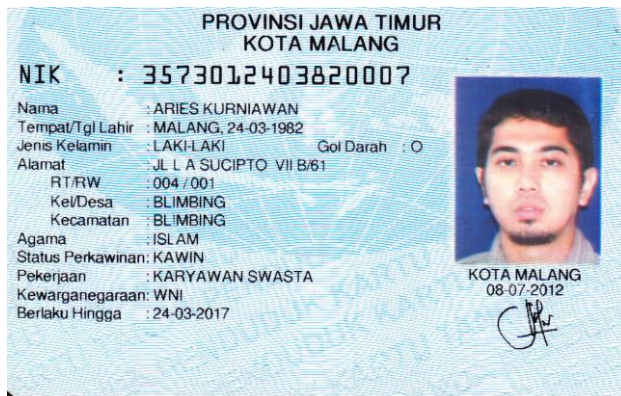 PROVINSI JAWA TIMUR
KOTA MALANG
NIK : 3573012403820007
Nama : ARIES KURNIAWAN
Tempat/Tgl Lahir : MALANG, 24-03-1982
Jenis Kelamin : LAKI-LAKI Gol Darah : O
Alamat : JL L A SUCIPTO VII B/61
RT/RW : 004 / 001
Kel/Desa : BLIMBING
Kecamatan : BLIMBING
Agama : ISLAM
Status Perkawinan: KAWIN
Pekerjaan : KARYAWAN SWASTA
Kewarganegaraan: WNI
Berlaku Hingga : 24-03-2017
KOTA MALANG
08-07-2012